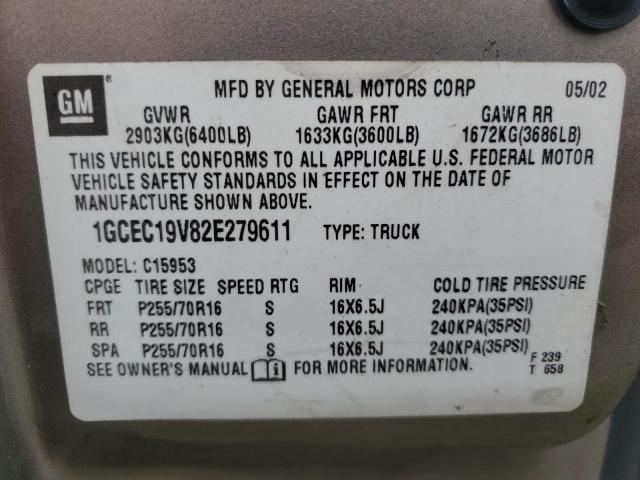 GM ®
MFD BY GENERAL MOTORS CORP 05/02
GVWR GAWR FRT GAWR RR
2903KG(6400LB) 1633KG(3600LB) 1672KG(3686LB)
THIS VEHICLE CONFORMS TO ALL APPLICABLE U.S. FEDERAL MOTOR
VEHICLE SAFETY STANDARDS IN EFFECT ON THE DATE OF
MANUFACTURE SHOWN ABOVE.
1GCEC19V82E279611 TYPE: TRUCK
MODEL: C15953
CPGE TIRE SIZE SPEED RTG RIM COLD TIRE PRESSURE
FRT P255/70R16 S 16X6.5J 240KPA(35PSI)
RR P255/70R16 S 16X6.5J 240KPA(35PSI)
SPA P255/70R16 S 16X6.5J 240KPA(35PSI)
SEE OWNER'S MANUAL i FOR MORE INFORMATION.
F 239
T 658